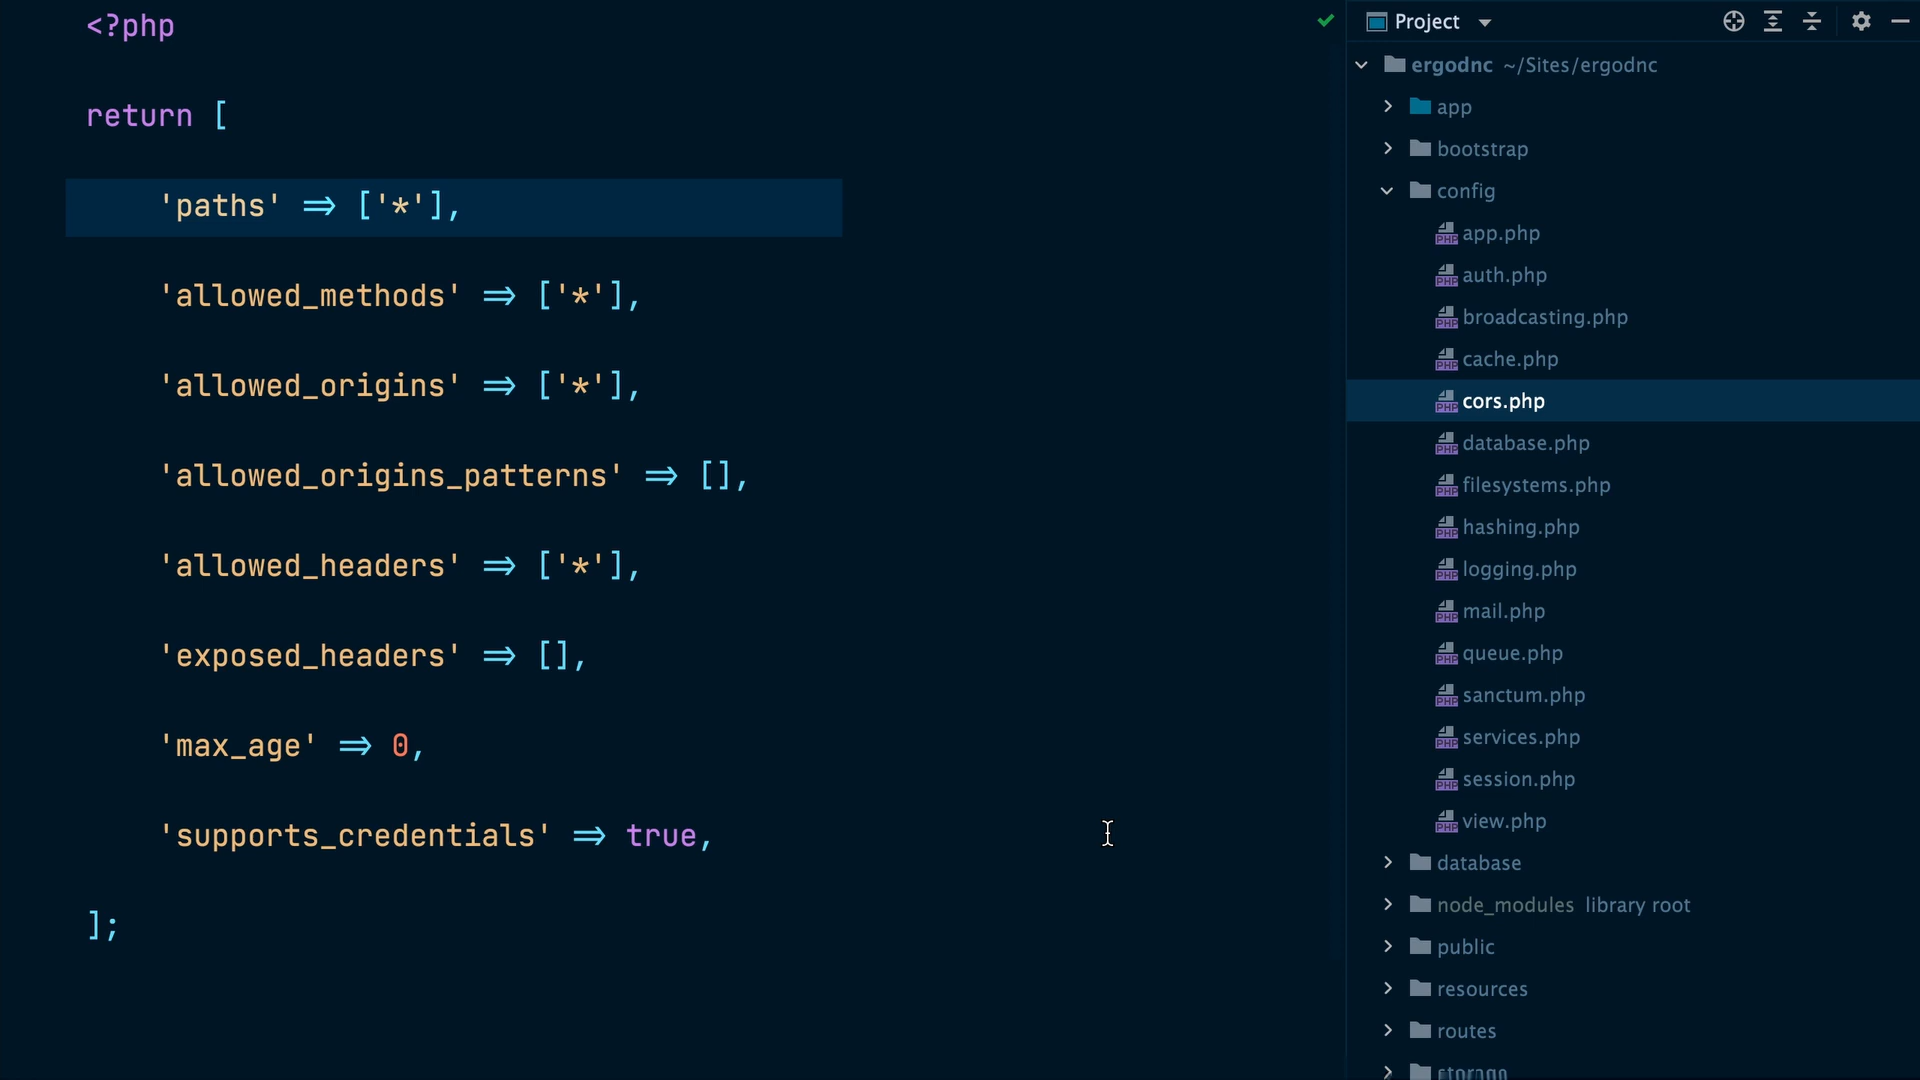 <?php
return [
'paths' => ['*'],
'allowed_methods' => ['*'],
'allowed_origins' => ['*'],
'allowed_origins_patterns' => [],
'allowed_headers' => ['*'],
'exposed_headers' => [],
'max_age' => 0,
'supports_credentials' => true,
];
Project
ergodnc ~/Sites/ergodnc
app
bootstrap
config
app.php
auth.php
broadcasting.php
cache.php
cors.php
database.php
filesystems.php
hashing.php
logging.php
mail.php
queue.php
sanctum.php
services.php
session.php
view.php
database
node_modules library root
public
resources
routes
storage